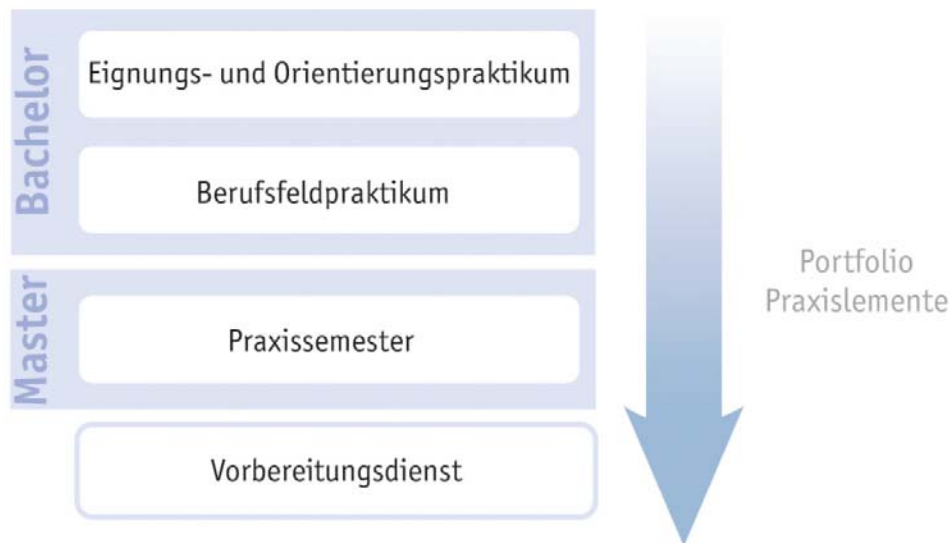 Bachelor
Eignungs- und Orientierungspraktikum
Berufsfeldpraktikum
Master
Praxissemester
Vorbereitungsdienst
Portfolio
Praxislemente